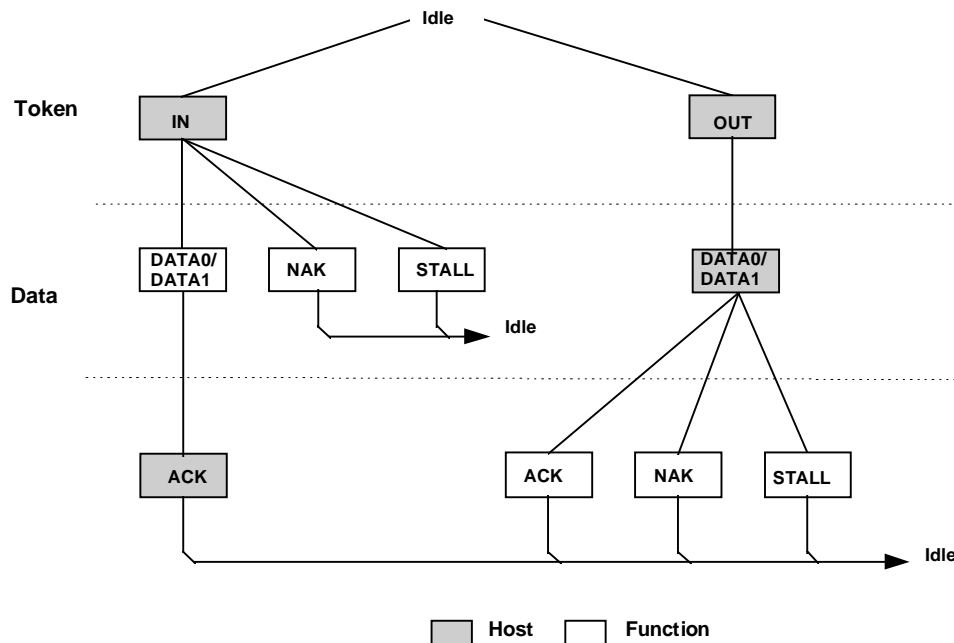 Idle
Token
IN
OUT
DATA0/
DATA1
NAK
STALL
DATA0/
DATA1
Data
Idle
ACK
ACK
NAK
STALL
Idle
Host
Function